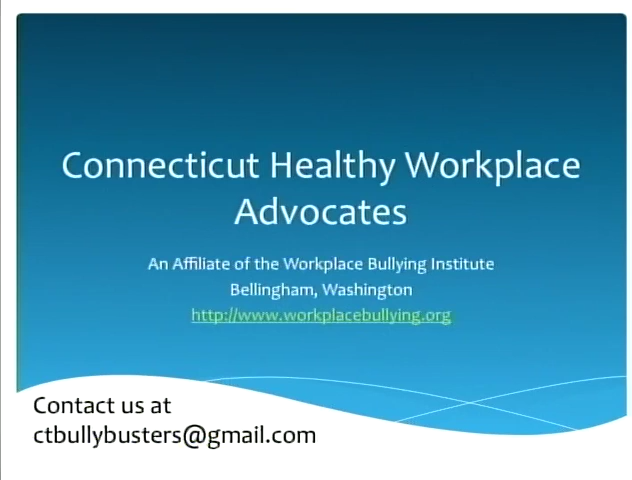 Connecticut Healthy Workplace
Advocates
An Affiliate of the Workplace Bullying Institute
Bellingham, Washington
http://www.workplacebullying.org
Contact us at
ctbullybusters@gmail.com